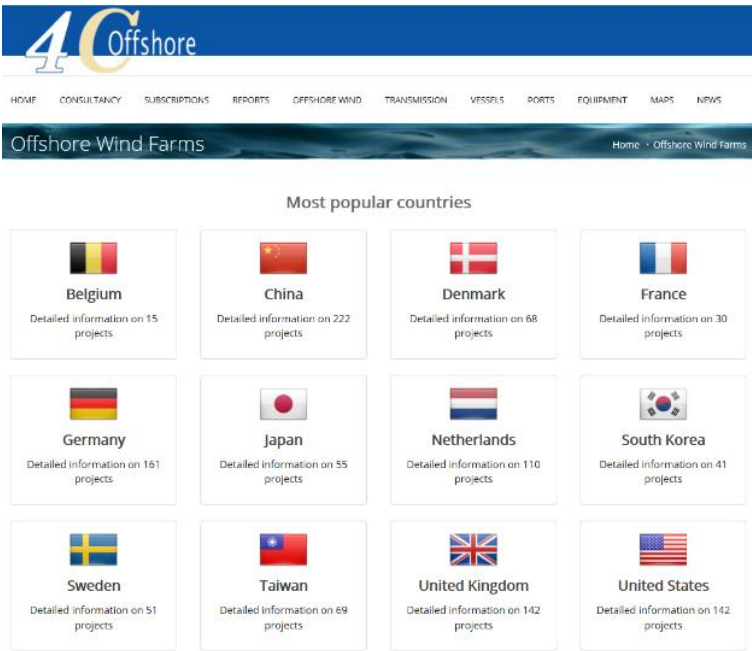 4C Offshore
HOME CONSULTANCY SUBSCRIPTIONS REPORTS OFFSHORE WIND TRANSMISSION VESSELS PORTS EQUIPMENT MAPS NEWS
Offshore Wind Farms
Home · Offshore Wind Farms
Most popular countries
Belgium
Detailed information on 15
projects
China
Detailed information on 222
projects
Denmark
Detailed information on 68
projects
France
Detailed information on 30
projects
Germany
Detailed information on 161
projects
Japan
Detailed information on 55
projects
Netherlands
Detailed information on 110
projects
South Korea
Detailed information on 41
projects
Sweden
Detailed information on 51
projects
Taiwan
Detailed information on 69
projects
United Kingdom
Detailed information on 142
projects
United States
Detailed information on 142
projects